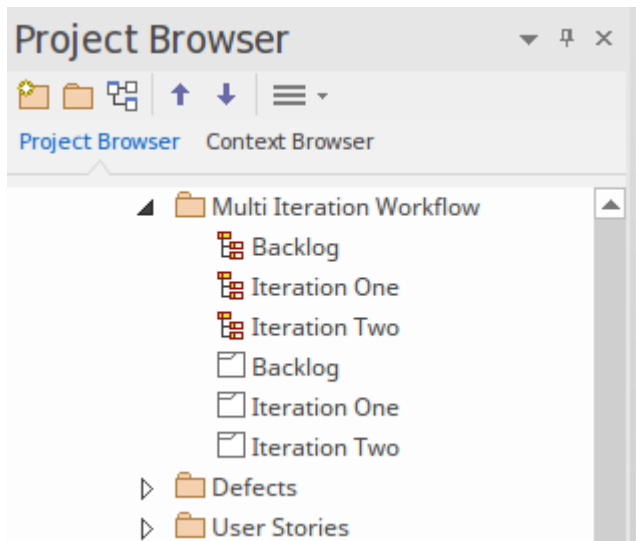 Project Browser
Project Browser Context Browser
Multi Iteration Workflow
Backlog
Iteration One
Iteration Two
Backlog
Iteration One
Iteration Two
Defects
User Stories